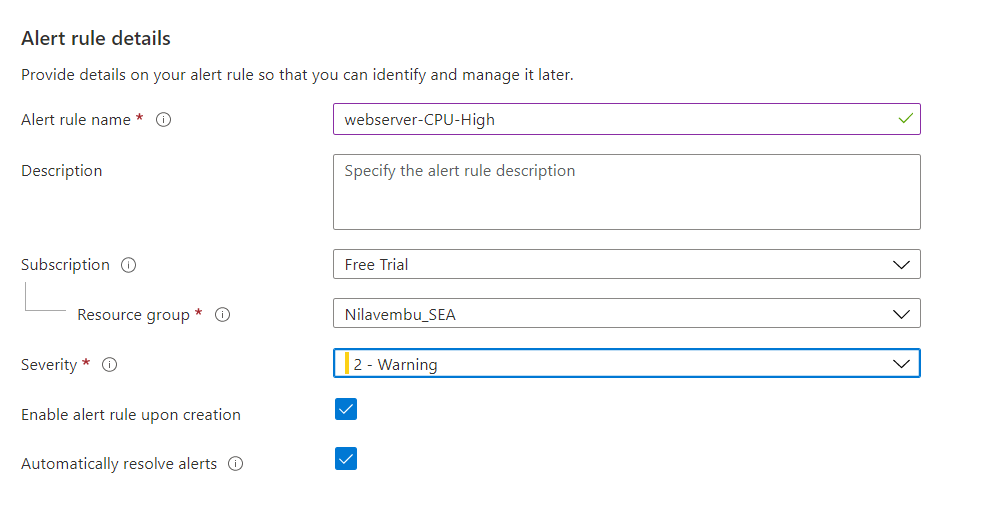 Alert rule details
Provide details on your alert rule so that you can identify and manage it later.
Alert rule name * webserver-CPU-High
Description Specify the alert rule description
Subscription Free Trial
Resource group * Nilavembu_SEA
Severity * 2 - Warning
Enable alert rule upon creation
Automatically resolve alerts